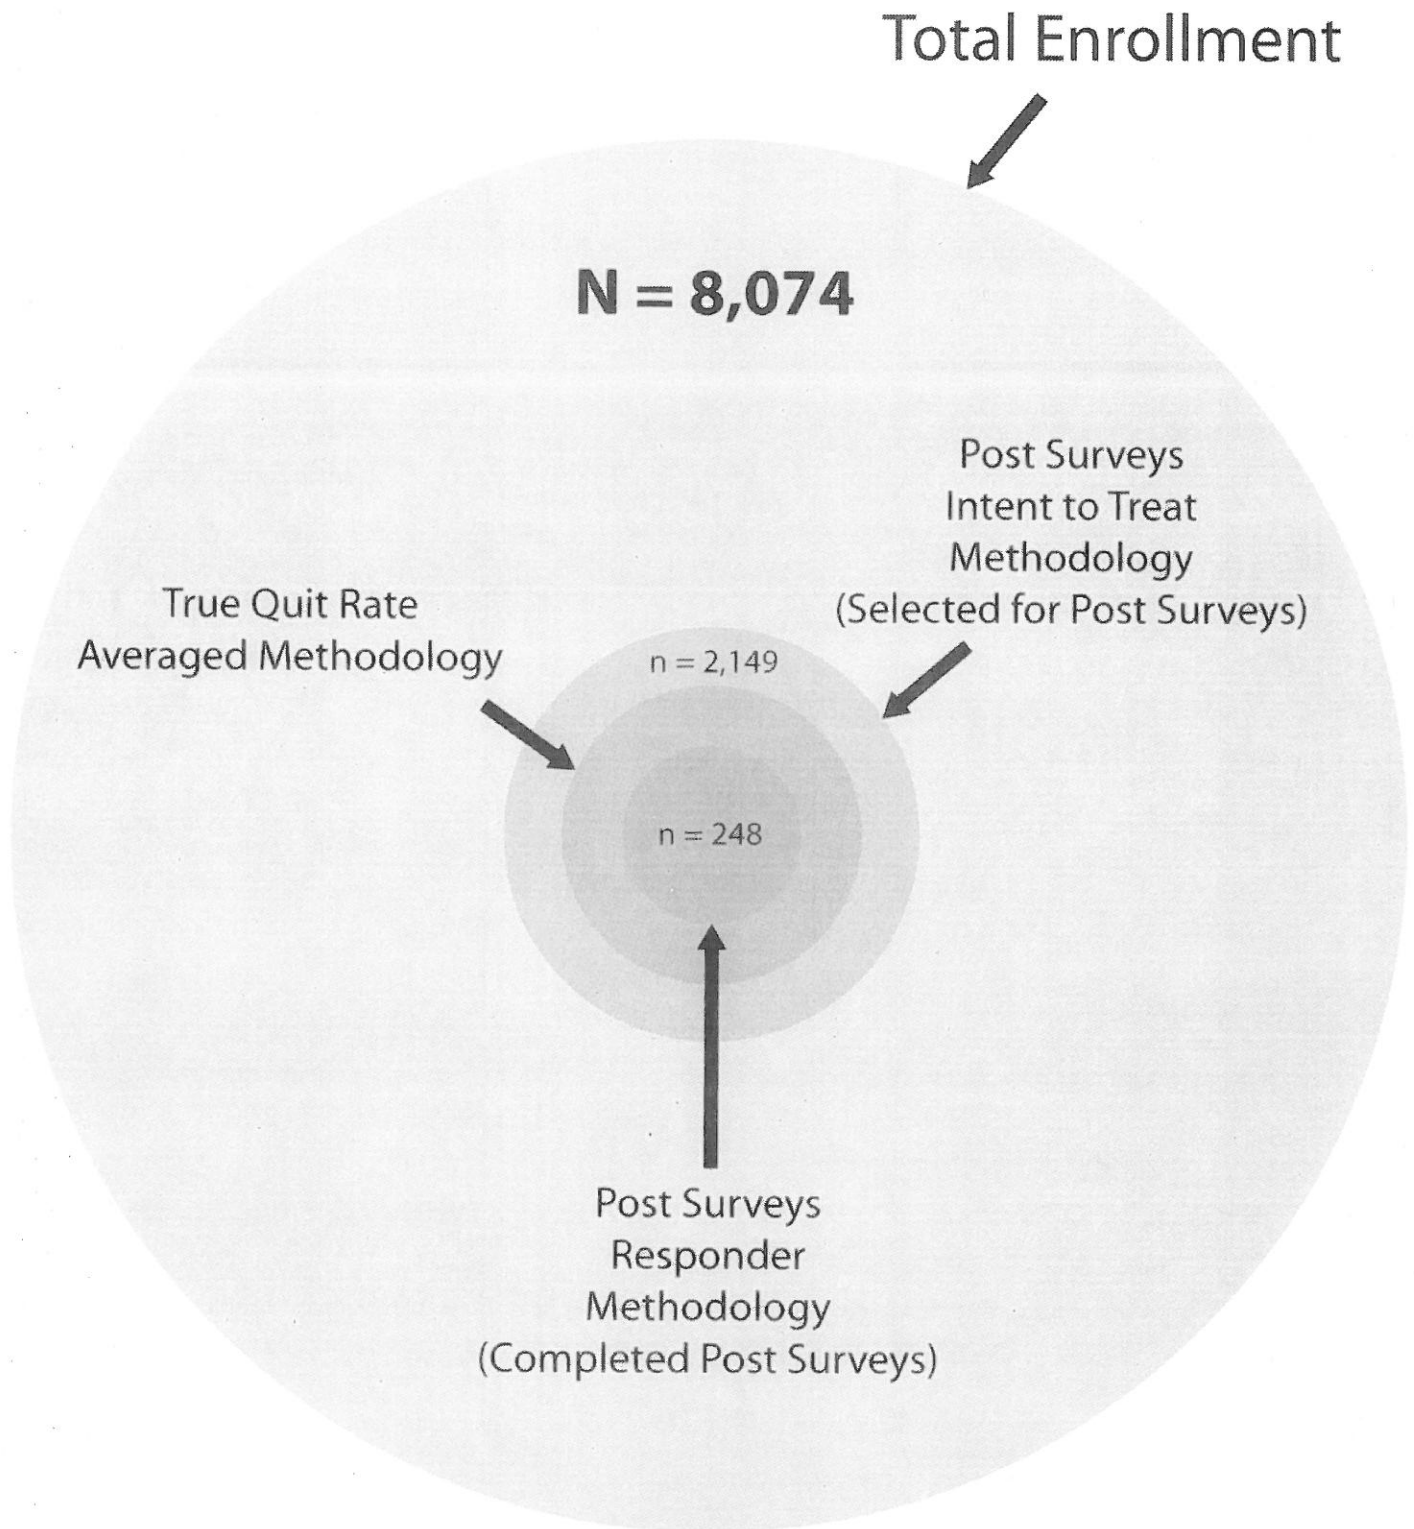 Total Enrollment
N = 8,074
Post Surveys
Intent to Treat
Methodology
(Selected for Post Surveys)
True Quit Rate
Averaged Methodology
n = 2,149
n = 248
Post Surveys
Responder
Methodology
(Completed Post Surveys)